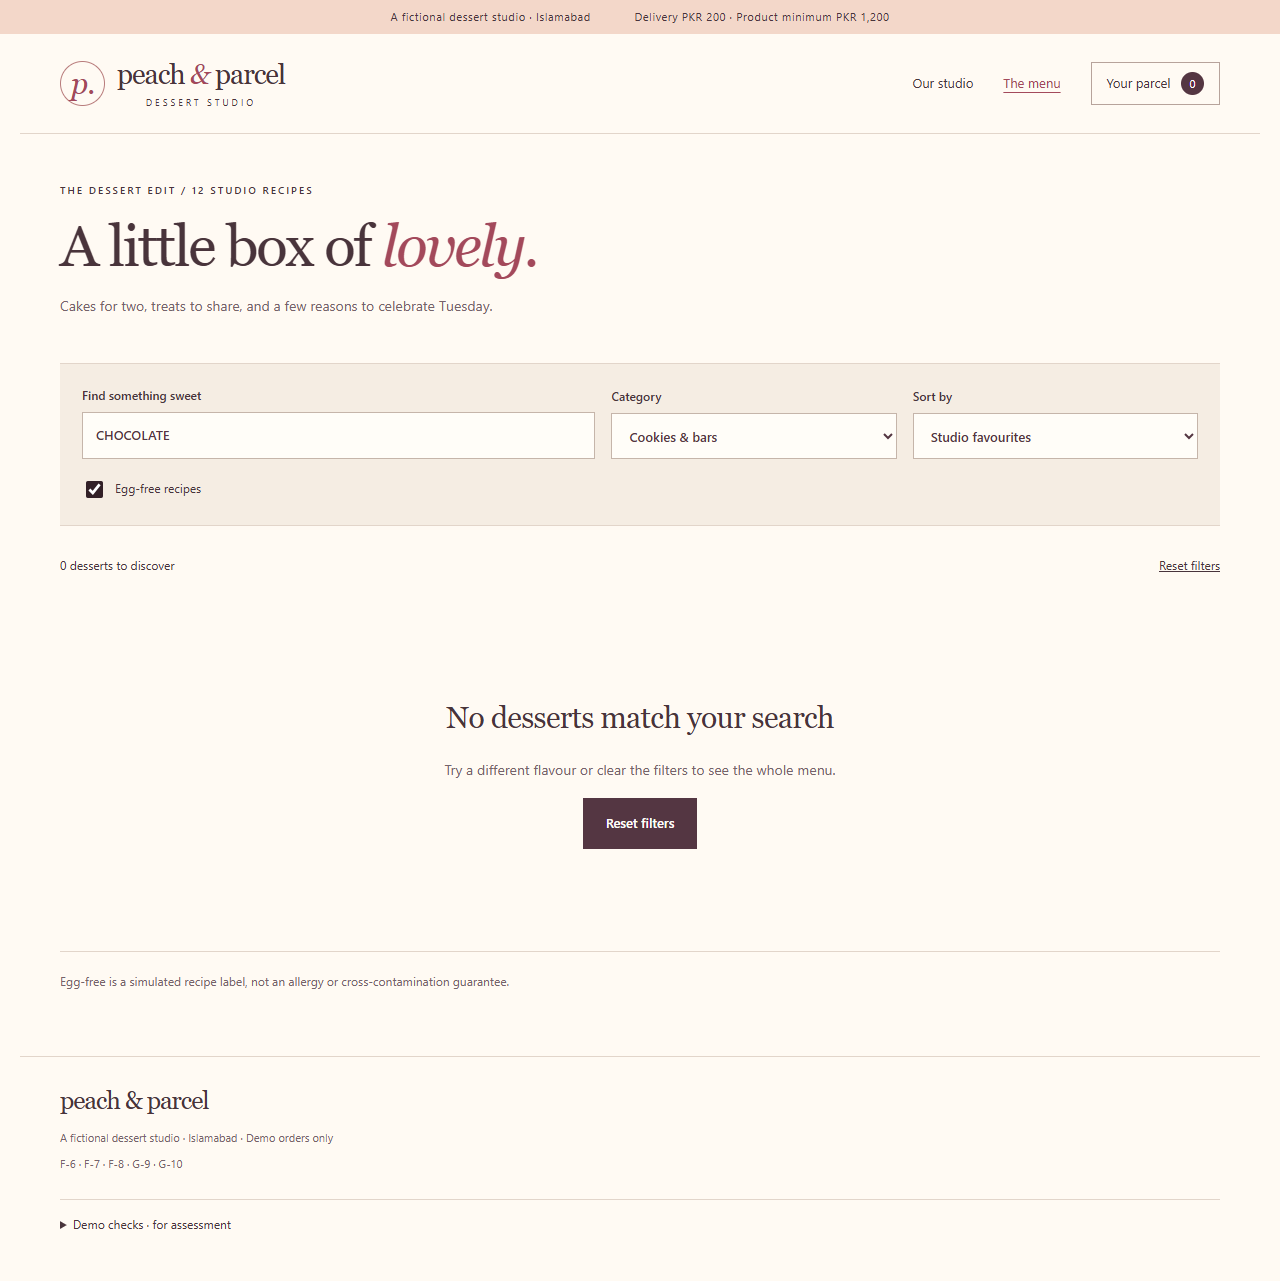 A fictional dessert studio · Islamabad Delivery PKR 200 · Product minimum PKR 1,200
p. peach & parcel
DESSERT STUDIO
Our studio The menu Your parcel 0
THE DESSERT EDIT / 12 STUDIO RECIPES
A little box of lovely.
Cakes for two, treats to share, and a few reasons to celebrate Tuesday.
Find something sweet Category Sort by
CHOCOLATE Cookies & bars Studio favourites
Egg-free recipes
0 desserts to discover Reset filters
No desserts match your search
Try a different flavour or clear the filters to see the whole menu.
Reset filters
Egg-free is a simulated recipe label, not an allergy or cross-contamination guarantee.
peach & parcel
A fictional dessert studio · Islamabad · Demo orders only
F-6 · F-7 · F-8 · G-9 · G-10
Demo checks · for assessment